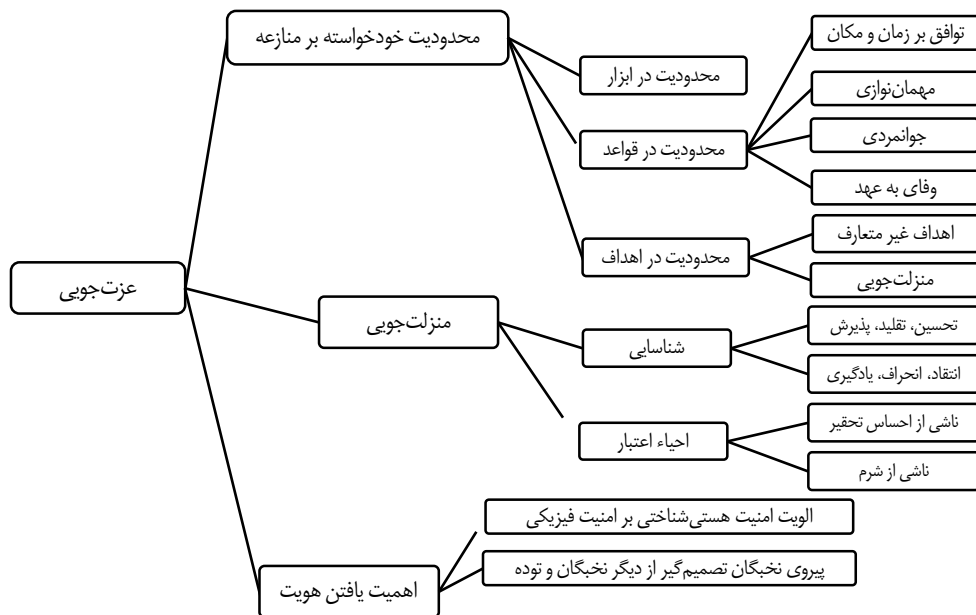 محدودیت خودخواسته بر منازعه
توافق بر زمان و مکان
محدودیت در ابزار
مهمان‌نوازی
محدودیت در قواعد
جوانمردی
وفای به عهد
محدودیت در اهداف
اهداف غیر متعارف
منزلت‌جویی
عزت‌جویی
منزلت‌جویی
شناسایی
تحسین، تقلید، پذیرش
انتقاد، انحراف، یادگیری
احیاء اعتبار
ناشی از احساس تحقیر
ناشی از شرم
الویت امنیت هستی‌شناختی بر امنیت فیزیکی
پیروی نخبگان تصمیم‌گیر از دیگر نخبگان و توده
اهمیت یافتن هویت